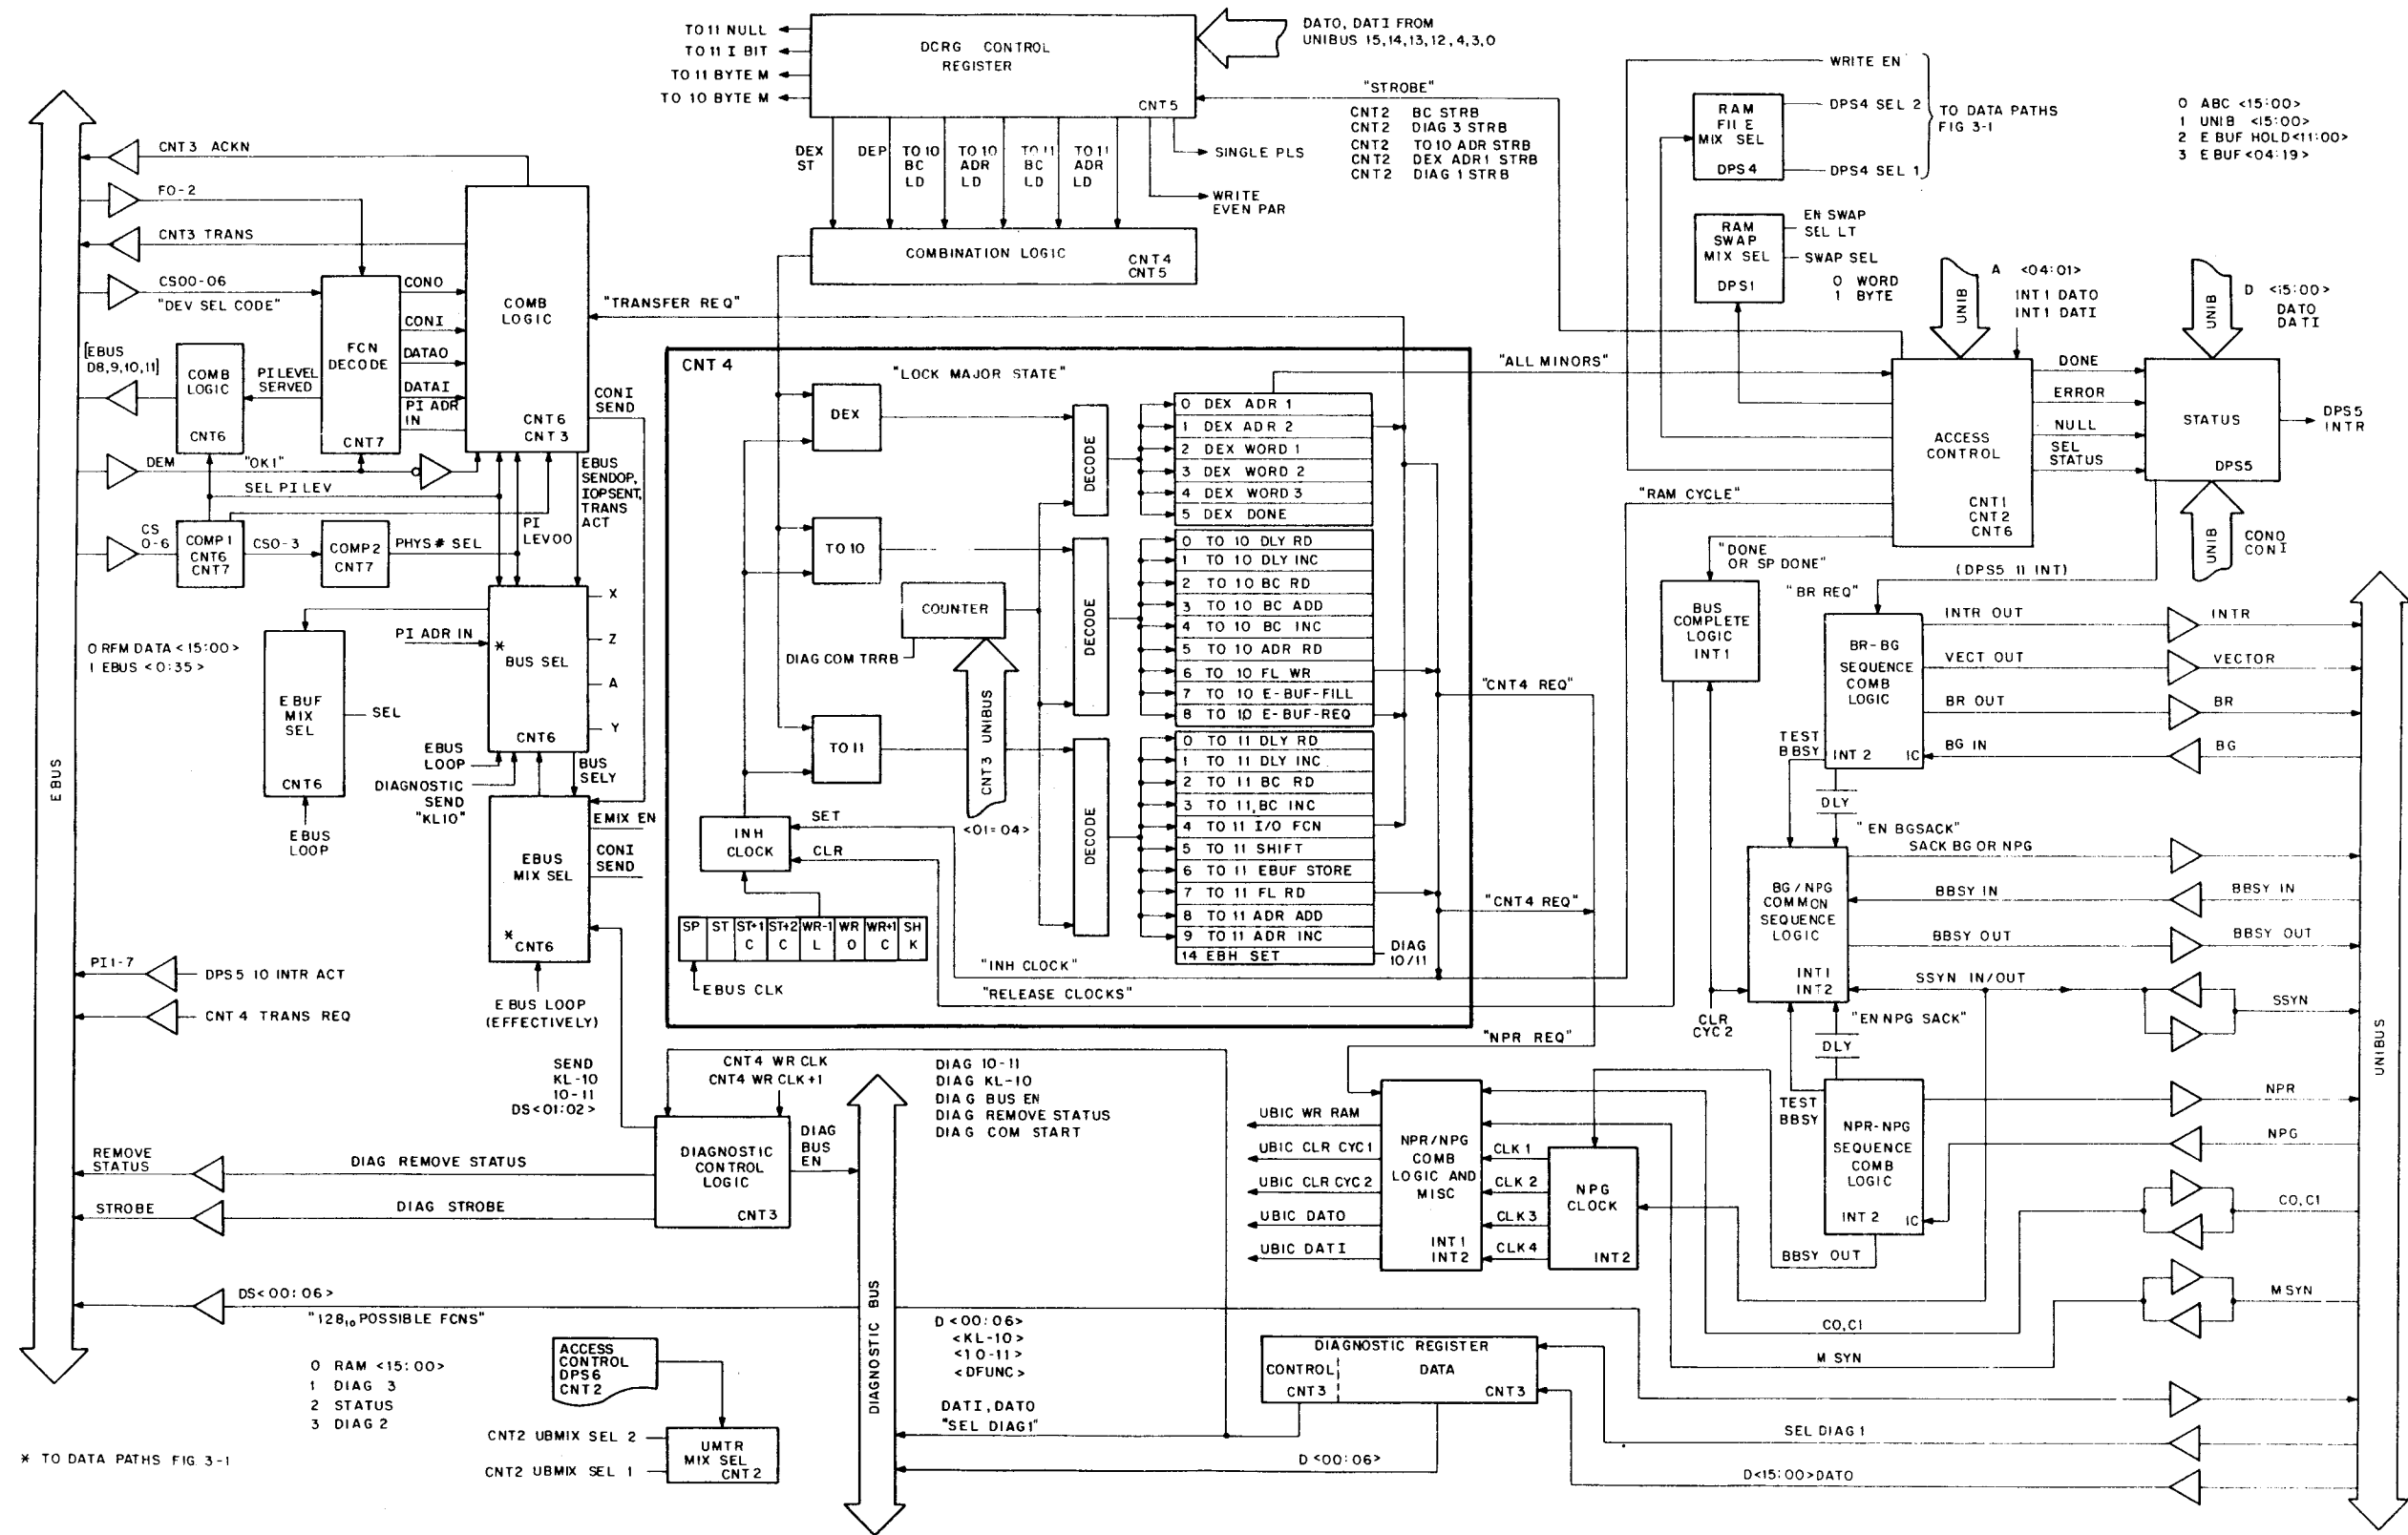 TO 11 NULL
TO 11 I BIT
TO 11 BYTE M
TO 10 BYTE M
DCRG CONTROL
REGISTER
CNT5
DATO, DATI FROM
UNIBUS 15,14,13,12,4,3,0
"STROBE"
CNT2 BC STRB
CNT2 DIAG 3 STRB
CNT2 TO10 ADR STRB
CNT2 DEX ADR1 STRB
CNT2 DIAG 1 STRB
DEX
ST
DEP
TO 10
BC
LD
TO 10
ADR
LD
TO 11
BC
LD
TO 11
ADR
LD
SINGLE PLS
WRITE
EVEN PAR
COMBINATION LOGIC
CNT4
CNT5
WRITE EN
RAM
FILE
MIX SEL
DPS4
DPS4 SEL 2
DPS4 SEL 1
TO DATA PATHS
FIG 3-1
0 ABC <15:00>
1 UNIB <15:00>
2 E BUF HOLD<11:00>
3 E BUF<04:19>
RAM
SWAP
MIX SEL
DPS1
EN SWAP
SEL LT
SWAP SEL
0 WORD
1 BYTE
UNIB
A <04:01>
INT1 DATO
INT1 DATI
UNIB
D <15:00>
DATO
DATI
EBUS
CNT3 ACKN
FO-2
CNT3 TRANS
CS00-06
"DEV SEL CODE"
[EBUS
D8,9,10,11]
COMB
LOGIC
CNT6
PI LEVEL
SERVED
FCN
DECODE
CNT7
CONO
CONI
DATAO
DATAI
PI ADR
IN
COMB
LOGIC
CNT6
CNT3
"TRANSFER REQ"
CONI
SEND
DEM
"OK1"
SEL PI LEV
CS
0-6
COMP1
CNT6
CNT7
CS0-3
COMP2
CNT7
PHYS# SEL
PI
LEV00
EBUS
SENDOP,
IOPSENT,
TRANS
ACT
0 RFM DATA <15:00>
1 EBUS <0:35>
EBUF
MIX
SEL
CNT6
SEL
EBUS
LOOP
PI ADR IN
*
BUS SEL
CNT6
X
Z
A
Y
EBUS
LOOP
DIAGNOSTIC
SEND
"KL10"
BUS
SELY
EBUS
MIX SEL
*
CNT6
EMIX EN
CONI
SEND
EBUS LOOP
(EFFECTIVELY)
PI1-7
DPS5 10 INTR ACT
CNT 4 TRANS REQ
CNT 4
"LOCK MAJOR STATE"
DEX
TO 10
TO 11
COUNTER
DIAG COM TRRB
CNT3 UNIBUS
<01=04>
DECODE
DECODE
DECODE
0 DEX ADR 1
1 DEX ADR 2
2 DEX WORD 1
3 DEX WORD 2
4 DEX WORD 3
5 DEX DONE
0 TO 10 DLY RD
1 TO 10 DLY INC
2 TO 10 BC RD
3 TO 10 BC ADD
4 TO 10 BC INC
5 TO 10 ADR RD
6 TO 10 FL WR
7 TO 10 E-BUF-FILL
8 TO 10 E-BUF-REQ
0 TO 11 DLY RD
1 TO 11 DLY INC
2 TO 11 BC RD
3 TO 11, BC INC
4 TO 11 I/O FCN
5 TO 11 SHIFT
6 TO 11 EBUF STORE
7 TO 11 FL RD
8 TO 11 ADR ADD
9 TO 11 ADR INC
14 EBH SET
DIAG
10/11
INH
CLOCK
SET
CLR
SP ST ST+1 ST+2 WR-1 WR WR+1 SH
C C L O C K
EBUS CLK
"INH CLOCK"
"RELEASE CLOCKS"
"ALL MINORS"
"RAM CYCLE"
"CNT4 REQ"
"CNT4 REQ"
"NPR REQ"
ACCESS
CONTROL
CNT1
CNT2
CNT6
DONE
ERROR
NULL
SEL
STATUS
STATUS
DPS5
DPS5
INTR
UNIB
CONO
CONI
"DONE
OR SP DONE"
BUS
COMPLETE
LOGIC
INT1
(DPS5 11 INT)
"BR REQ"
BR-BG
SEQUENCE
COMB
LOGIC
INT 2
IC
INTR OUT
INTR
VECT OUT
VECTOR
BR OUT
BR
BG IN
BG
TEST
BBSY
DLY
"EN BGSACK"
SACK BG OR NPG
BG/NPG
COMMON
SEQUENCE
LOGIC
INT1
INT2
BBSY IN
BBSY IN
BBSY OUT
BBSY OUT
SSYN IN/OUT
SSYN
CLR
CYC 2
"EN NPG SACK"
DLY
TEST
BBSY
NPR-NPG
SEQUENCE
COMB
LOGIC
INT 2
IC
NPR
NPG
BBSY OUT
C0,C1
M SYN
UNIBUS
SEND
KL-10
10-11
DS<01:02>
CNT4 WR CLK
CNT4 WR CLK+1
DIAGNOSTIC
CONTROL
LOGIC
CNT3
DIAG
BUS
EN
DIAG 10-11
DIAG KL-10
DIAG BUS EN
DIAG REMOVE STATUS
DIAG COM START
REMOVE
STATUS
DIAG REMOVE STATUS
STROBE
DIAG STROBE
DS<00:06>
"128₁₀ POSSIBLE FCNS"
UBIC WR RAM
UBIC CLR CYC1
UBIC CLR CYC2
UBIC DATO
UBIC DATI
NPR/NPG
COMB
LOGIC AND
MISC
INT1
INT2
CLK 1
CLK 2
CLK3
CLK4
NPG
CLOCK
INT2
C0,C1
M SYN
DIAGNOSTIC BUS
D<00:06>
<KL-10>
<10-11>
<DFUNC>
DATI, DATO
"SEL DIAG1"
D<00:06>
DIAGNOSTIC REGISTER
CONTROL
CNT3
DATA
CNT3
SEL DIAG 1
D<15:00>DATO
0 RAM <15:00>
1 DIAG 3
2 STATUS
3 DIAG 2
ACCESS
CONTROL
DPS6
CNT2
CNT2 UBMIX SEL 2
CNT2 UBMIX SEL 1
UMTR
MIX SEL
CNT2
* TO DATA PATHS FIG. 3-1